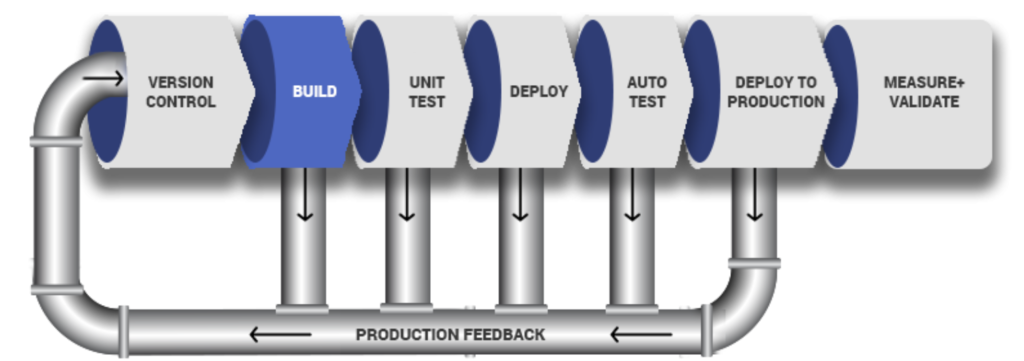 VERSION
CONTROL
BUILD
UNIT
TEST
DEPLOY
AUTO
TEST
DEPLOY TO
PRODUCTION
MEASURE+
VALIDATE
PRODUCTION FEEDBACK